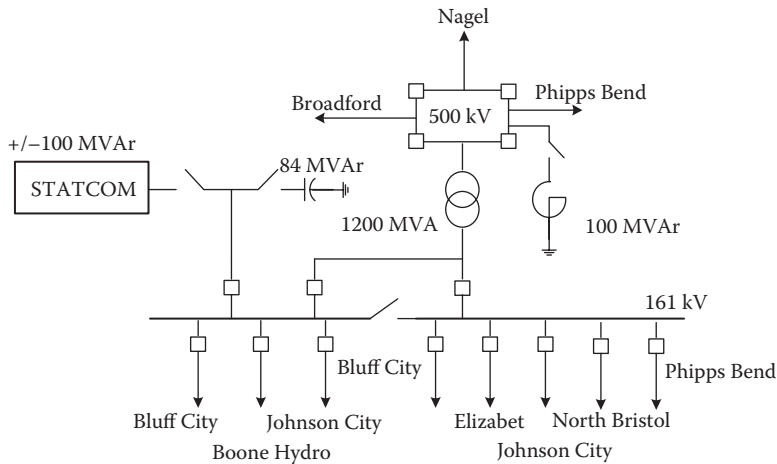 Nagel
Broadford
500 kV
Phipps Bend
+/–100 MVAr
STATCOM
84 MVAr
1200 MVA
100 MVAr
161 kV
Bluff City
Phipps Bend
Bluff City
Johnson City
Elizabet
North Bristol
Boone Hydro
Johnson City